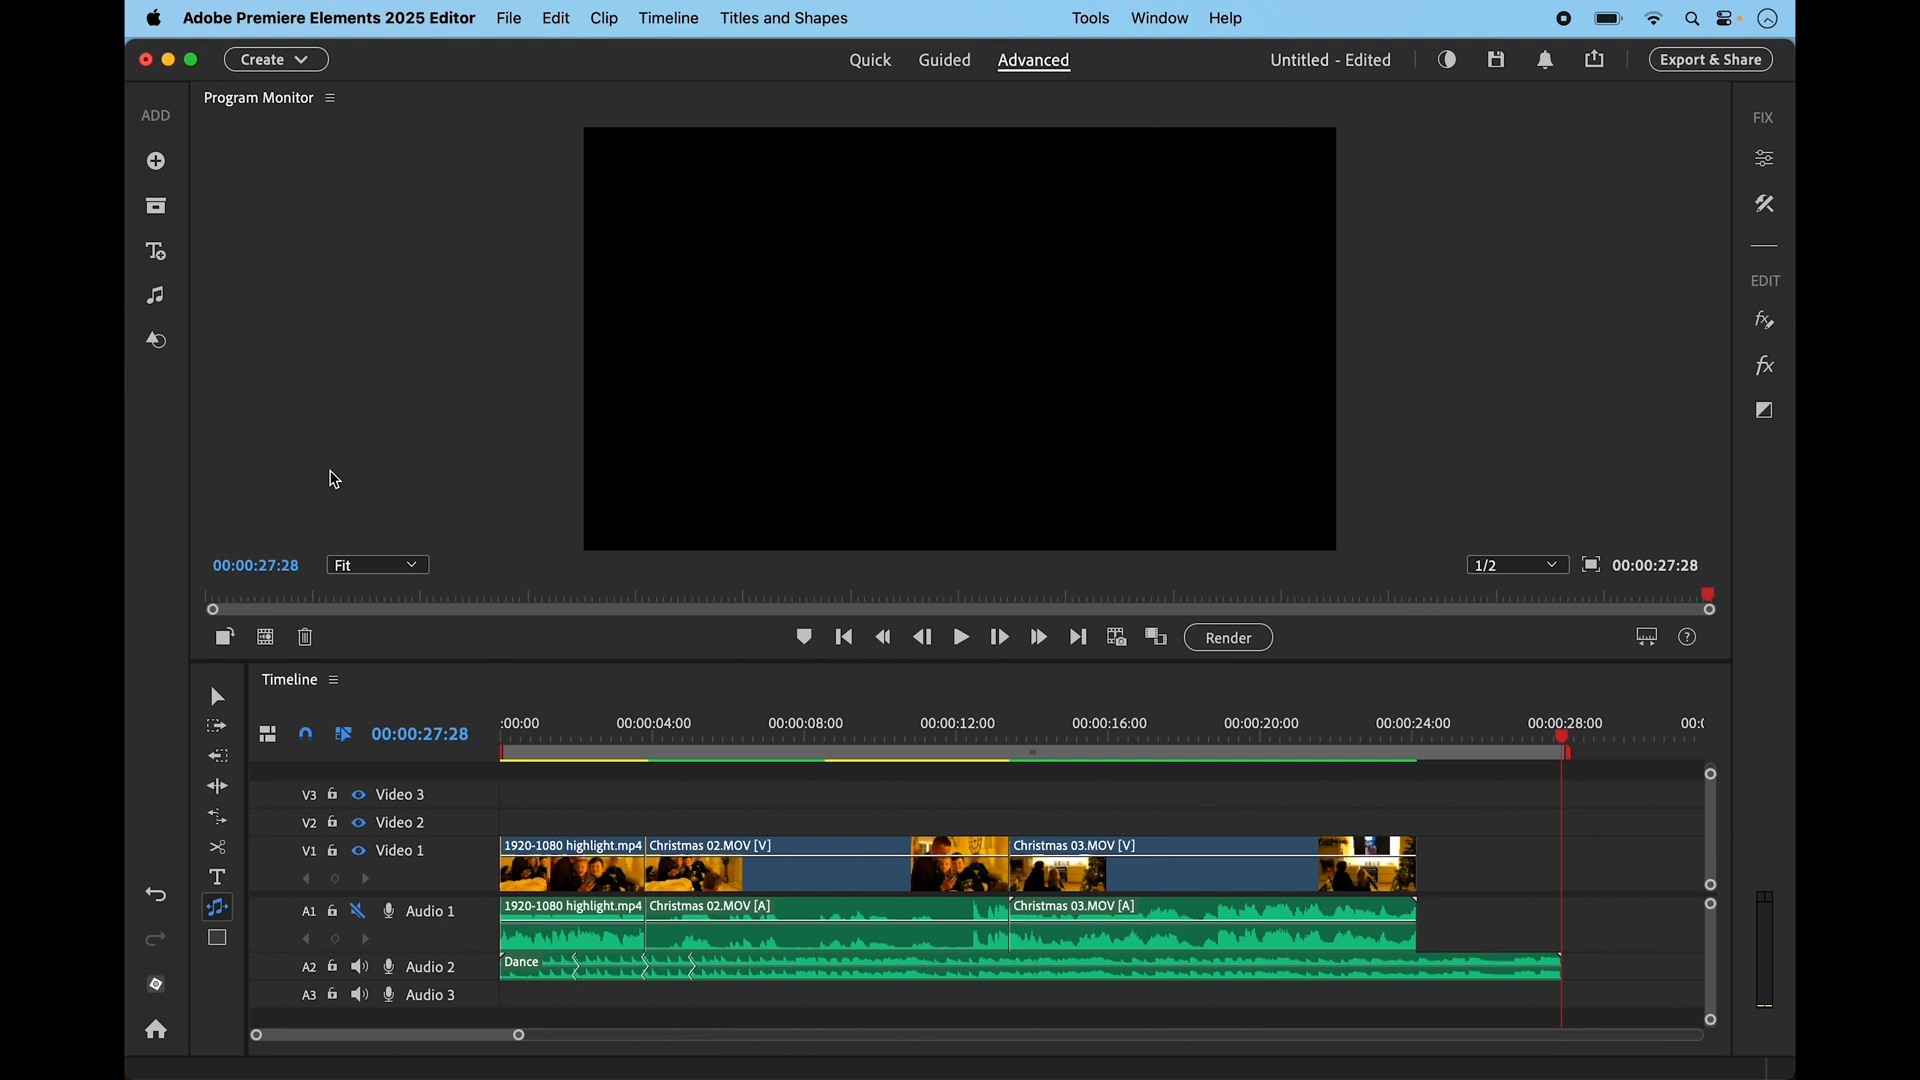 Adobe Premiere Elements 2025 Editor File Edit Clip Timeline Titles and Shapes Tools Window Help
Create Quick Guided Advanced Untitled - Edited Export & Share
Program Monitor
ADD
FIX
EDIT
00:00:27:28 Fit 1/2 00:00:27:28
Render
Timeline
00:00:27:28 :00:00 00:00:04:00 00:00:08:00 00:00:12:00 00:00:16:00 00:00:20:00 00:00:24:00 00:00:28:00 00:(
V3 Video 3
V2 Video 2
V1 Video 1 1920-1080 highlight.mp4 Christmas 02.MOV [V] Christmas 03.MOV [V]
A1 Audio 1 1920-1080 highlight.mp4 Christmas 02.MOV [A] Christmas 03.MOV [A]
A2 Audio 2 Dance
A3 Audio 3